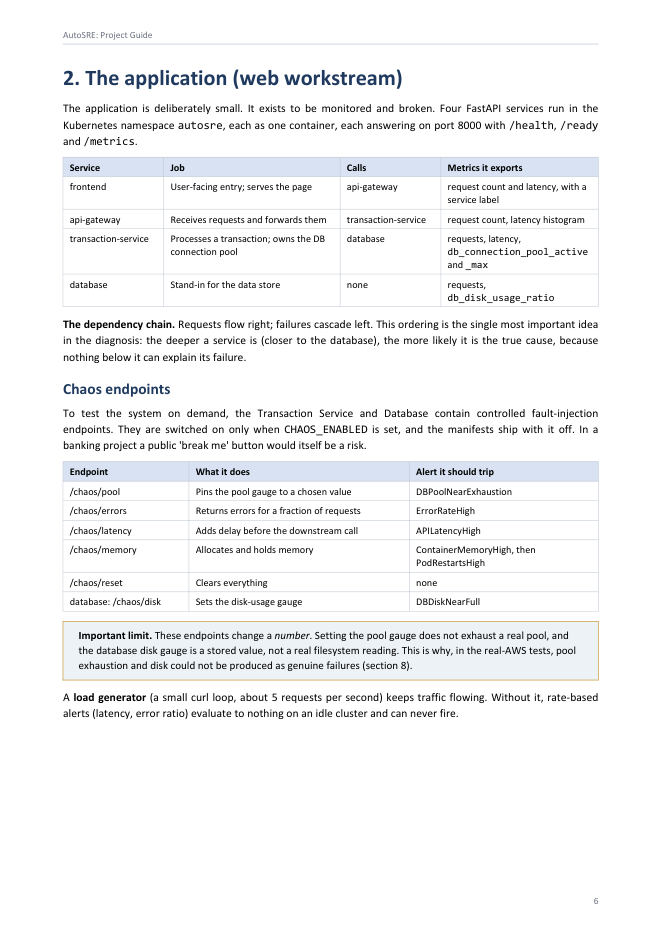 AutoSRE: Project Guide
2. The application (web workstream)
The application is deliberately small. It exists to be monitored and broken. Four FastAPI services run in the
Kubernetes namespace autosre, each as one container, each answering on port 8000 with /health, /ready
and /metrics.
Service Job Calls Metrics it exports
frontend User-facing entry; serves the page api-gateway request count and latency, with a
service label
api-gateway Receives requests and forwards them transaction-service request count, latency histogram
transaction-service Processes a transaction; owns the DB database requests, latency,
connection pool db_connection_pool_active
and _max
database Stand-in for the data store none requests,
db_disk_usage_ratio
The dependency chain. Requests flow right; failures cascade left. This ordering is the single most important idea
in the diagnosis: the deeper a service is (closer to the database), the more likely it is the true cause, because
nothing below it can explain its failure.
Chaos endpoints
To test the system on demand, the Transaction Service and Database contain controlled fault-injection
endpoints. They are switched on only when CHAOS_ENABLED is set, and the manifests ship with it off. In a
banking project a public 'break me' button would itself be a risk.
Endpoint What it does Alert it should trip
/chaos/pool Pins the pool gauge to a chosen value DBPoolNearExhaustion
/chaos/errors Returns errors for a fraction of requests ErrorRateHigh
/chaos/latency Adds delay before the downstream call APILatencyHigh
/chaos/memory Allocates and holds memory ContainerMemoryHigh, then
PodRestartsHigh
/chaos/reset Clears everything none
database: /chaos/disk Sets the disk-usage gauge DBDiskNearFull
Important limit. These endpoints change a number. Setting the pool gauge does not exhaust a real pool, and
the database disk gauge is a stored value, not a real filesystem reading. This is why, in the real-AWS tests, pool
exhaustion and disk could not be produced as genuine failures (section 8).
A load generator (a small curl loop, about 5 requests per second) keeps traffic flowing. Without it, rate-based
alerts (latency, error ratio) evaluate to nothing on an idle cluster and can never fire.
6